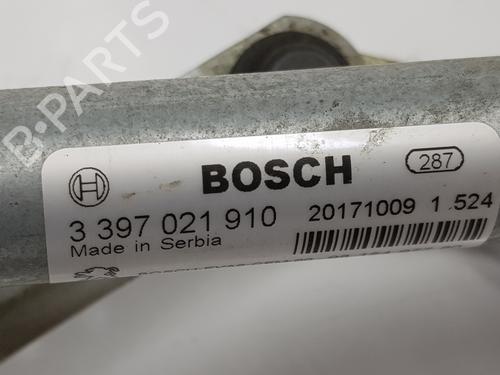 BOSCH
287
3 397 021 910
20171009 1 524
Made in Serbia
B-PARTS